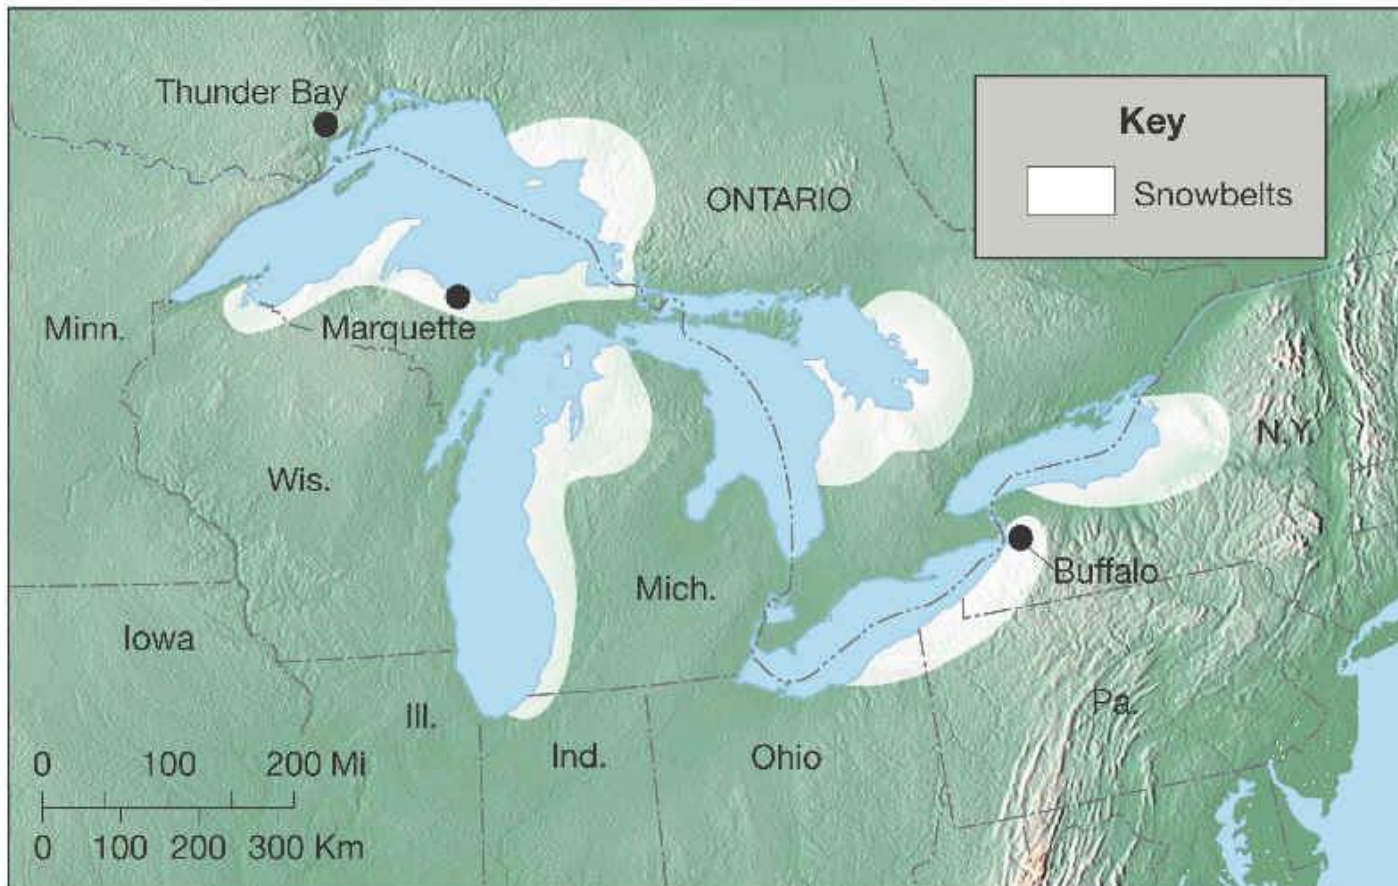 Thunder Bay
Key
Snowbelts
ONTARIO
Minn.
Marquette
Wis.
N.Y.
Buffalo
Mich.
Iowa
Pa.
Ill.
Ind.
Ohio
0 100 200 Mi
0 100 200 300 Km